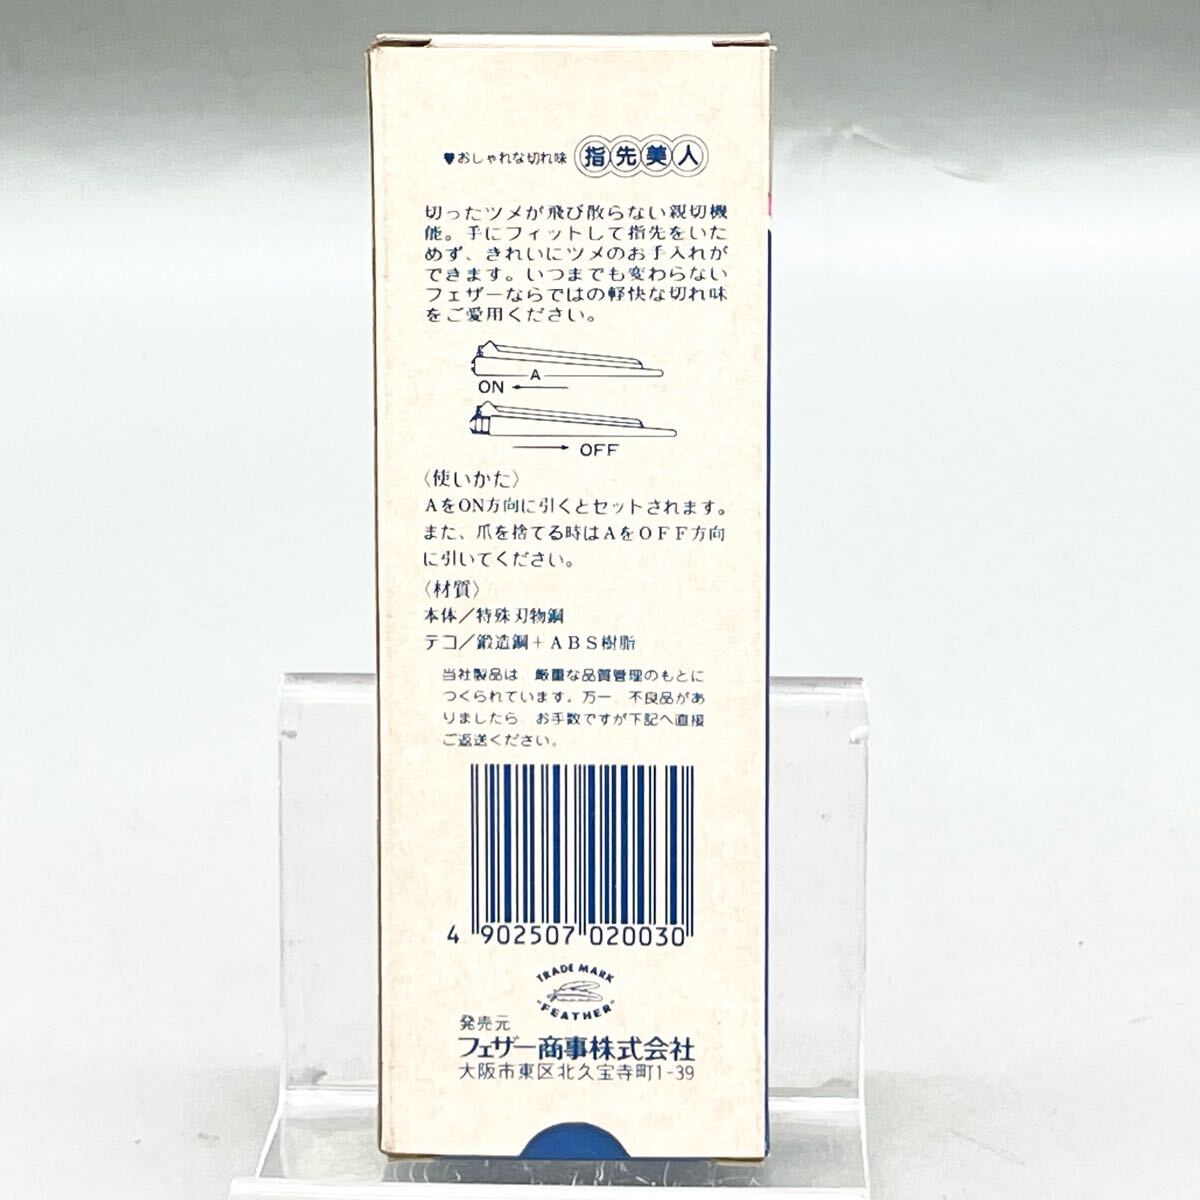 ♥おしゃれな切れ味 指先美人
切ったツメが飛び散らない親切機
能。手にフィットして指先をいた
めず、きれいにツメのお手入れが
できます。いつまでも変わらない
フェザーならではの軽快な切れ味
をご愛用ください。
A
ON
OFF
〈使いかた〉
AをON方向に引くとセットされます。
また、爪を捨てる時はAをOFF方向
に引いてください。
〈材質〉
本体/特殊刃物鋼
テコ/鍛造鋼+ABS樹脂
当社製品は、厳重な品質管理のもとに
つくられています。万一、不良品があ
りましたら、お手数ですが下記へ直接
ご返送ください。
4 902507 020030
TRADE MARK
"FEATHER"
発売元
フェザー商事株式会社
大阪市東区北久宝寺町1-39